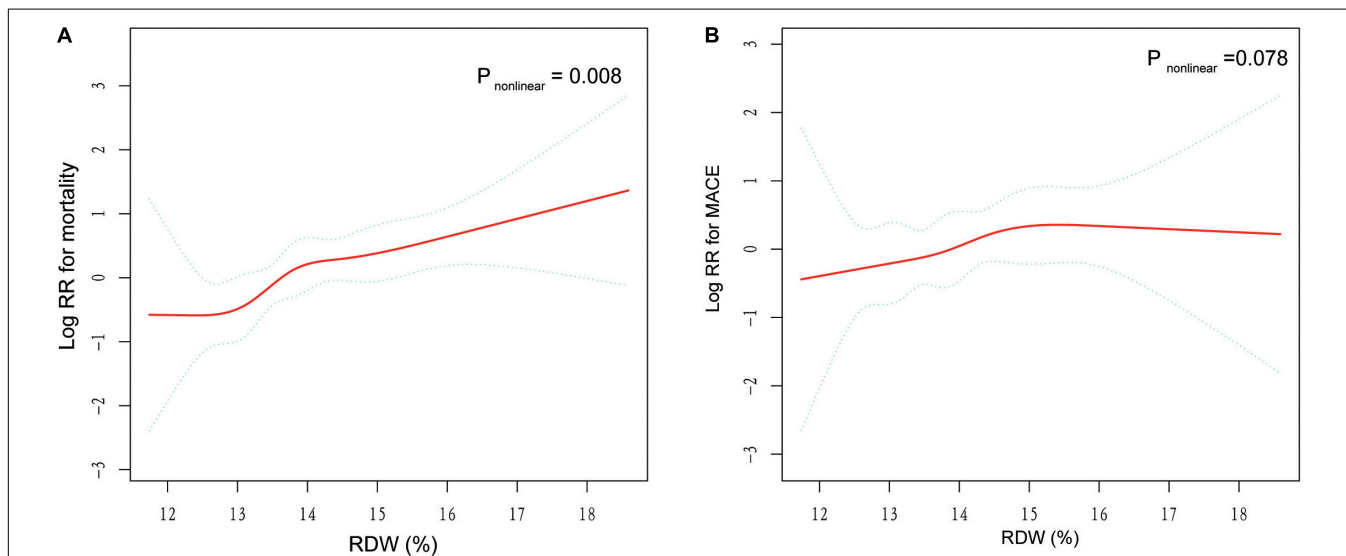 A
P nonlinear = 0.008
Log RR for mortality
3
2
1
0
−1
−2
−3
12 13 14 15 16 17 18
RDW (%)
B
P nonlinear =0.078
Log RR for MACE
3
2
1
0
−1
−2
−3
12 13 14 15 16 17 18
RDW (%)